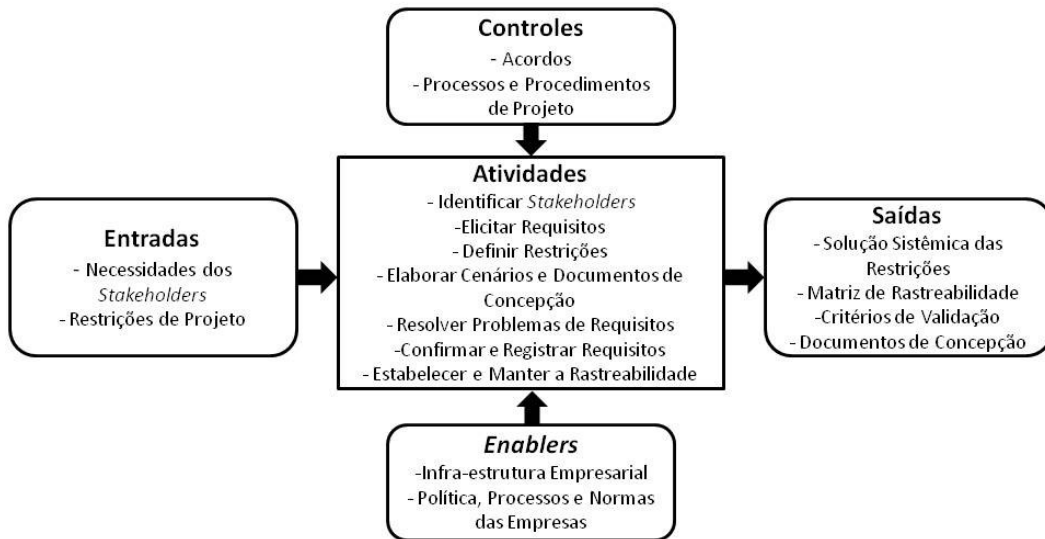 Controles
- Acordos
- Processos e Procedimentos
de Projeto
Entradas
- Necessidades dos
Stakeholders
- Restrições de Projeto
Atividades
- Identificar Stakeholders
-Elicitar Requisitos
- Definir Restrições
- Elaborar Cenários e Documentos de
Concepção
- Resolver Problemas de Requisitos
-Confirmar e Registrar Requisitos
- Estabelecer e Manter a Rastreabilidade
Saídas
- Solução Sistêmica das
Restrições
- Matriz de Rastreabilidade
-Critérios de Validação
- Documentos de Concepção
Enablers
-Infra-estrutura Empresarial
- Política, Processos e Normas
das Empresas